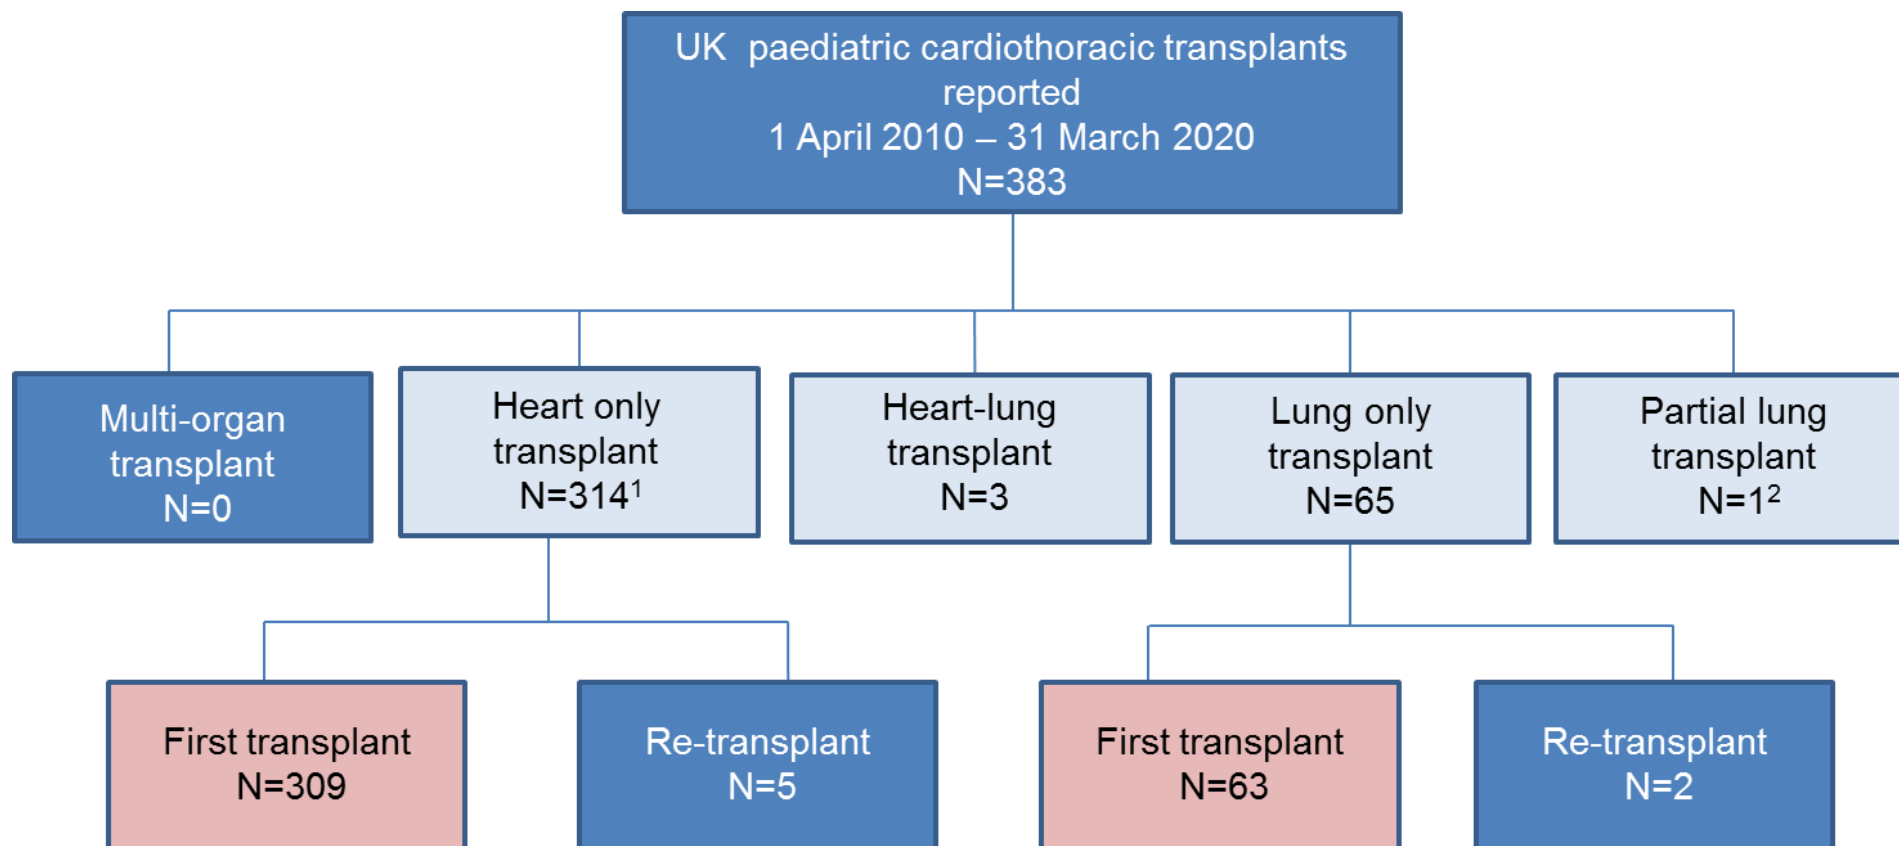 UK paediatric cardiothoracic transplants
reported
1 April 2010 – 31 March 2020
N=383
Multi-organ
transplant
N=0
Heart only
transplant
N=314¹
Heart-lung
transplant
N=3
Lung only
transplant
N=65
Partial lung
transplant
N=1²
First transplant
N=309
Re-transplant
N=5
First transplant
N=63
Re-transplant
N=2